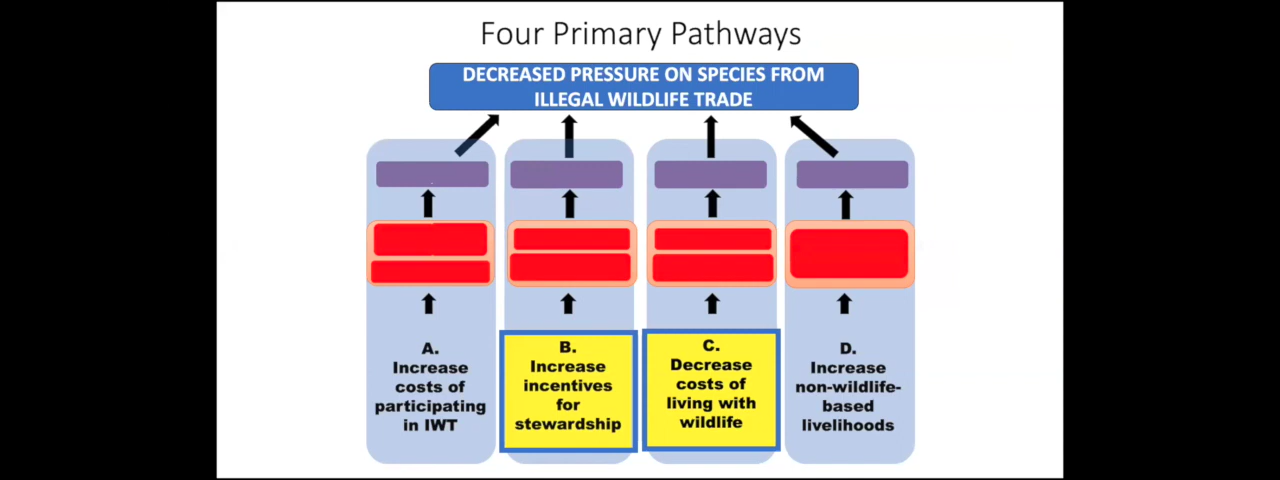 Four Primary Pathways
DECREASED PRESSURE ON SPECIES FROM
ILLEGAL WILDLIFE TRADE
A.
Increase
costs of
participating
in IWT
B.
Increase
incentives
for
stewardship
C.
Decrease
costs of
living with
wildlife
D.
Increase
non-wildlife-
based
livelihoods